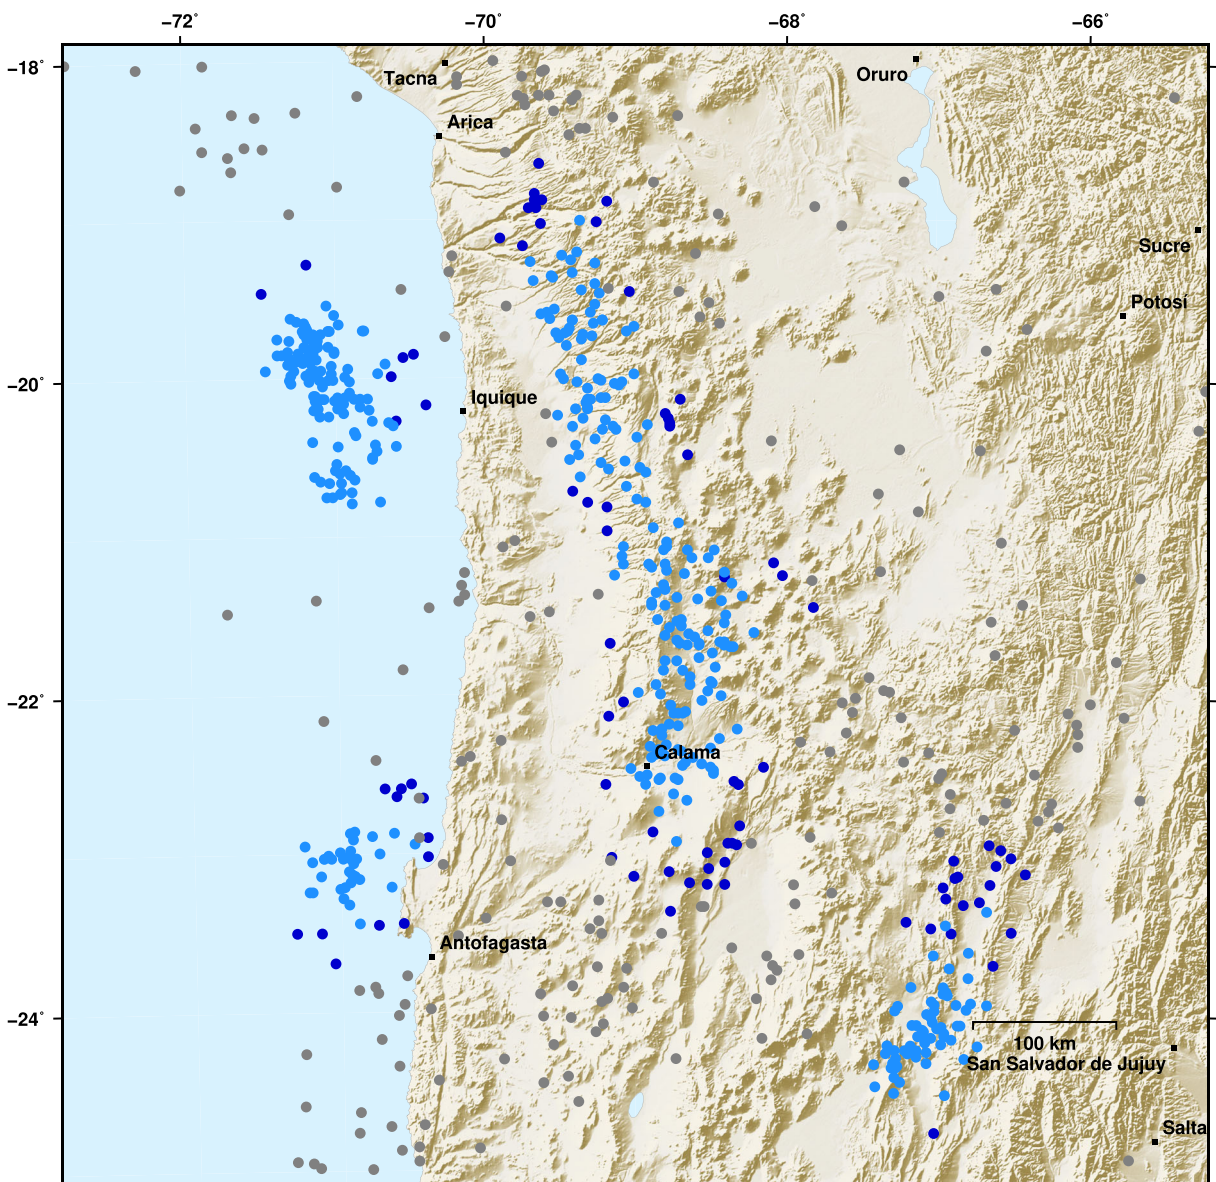 −72° −70° −68° −66°
−18°
Tacna
Oruro
Arica
Sucre
Potosí
−20°
Iquique
−22°
Calama
Antofagasta
−24°
100 km
San Salvador de Jujuy
Salta